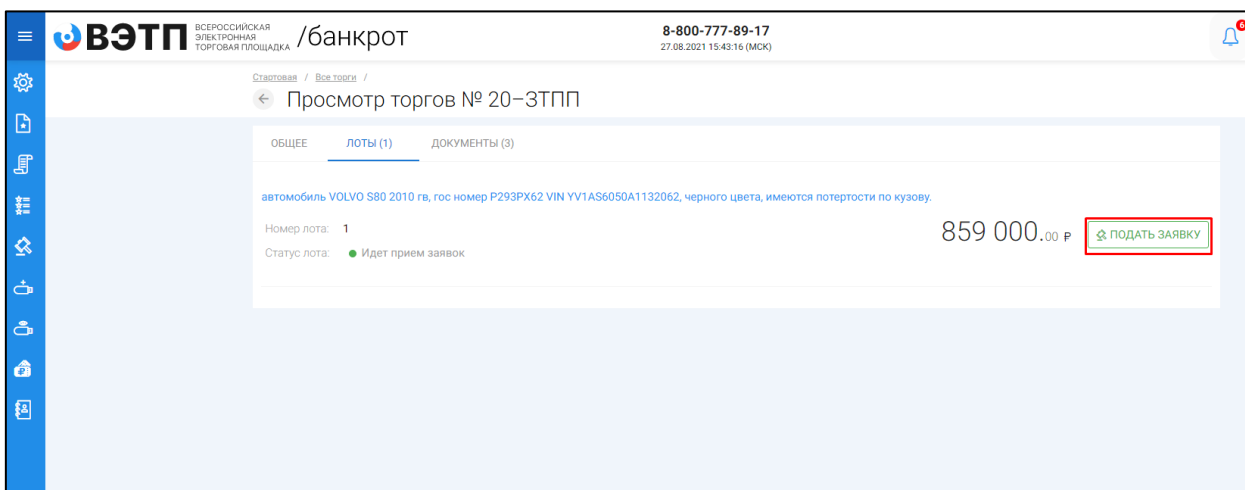 ВЭТП
ВСЕРОССИЙСКАЯ
ЭЛЕКТРОННАЯ
ТОРГОВАЯ ПЛОЩАДКА
/банкрот
8-800-777-89-17
27.08.2021 15:43:16 (МСК)
6
Стартовая / Все торги /
Просмотр торгов № 20–ЗТПП
ОБЩЕЕ ЛОТЫ (1) ДОКУМЕНТЫ (3)
автомобиль VOLVO S80 2010 гв, гос номер Р293РХ62 VIN YV1AS6050A1132062, черного цвета, имеются потертости по кузову.
Номер лота: 1
859 000.00 ₽ ПОДАТЬ ЗАЯВКУ
Статус лота: Идет прием заявок